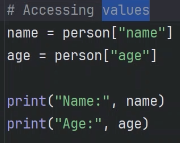 # Accessing values
name = person["name"]
age = person["age"]
print("Name:", name)
print("Age:", age)